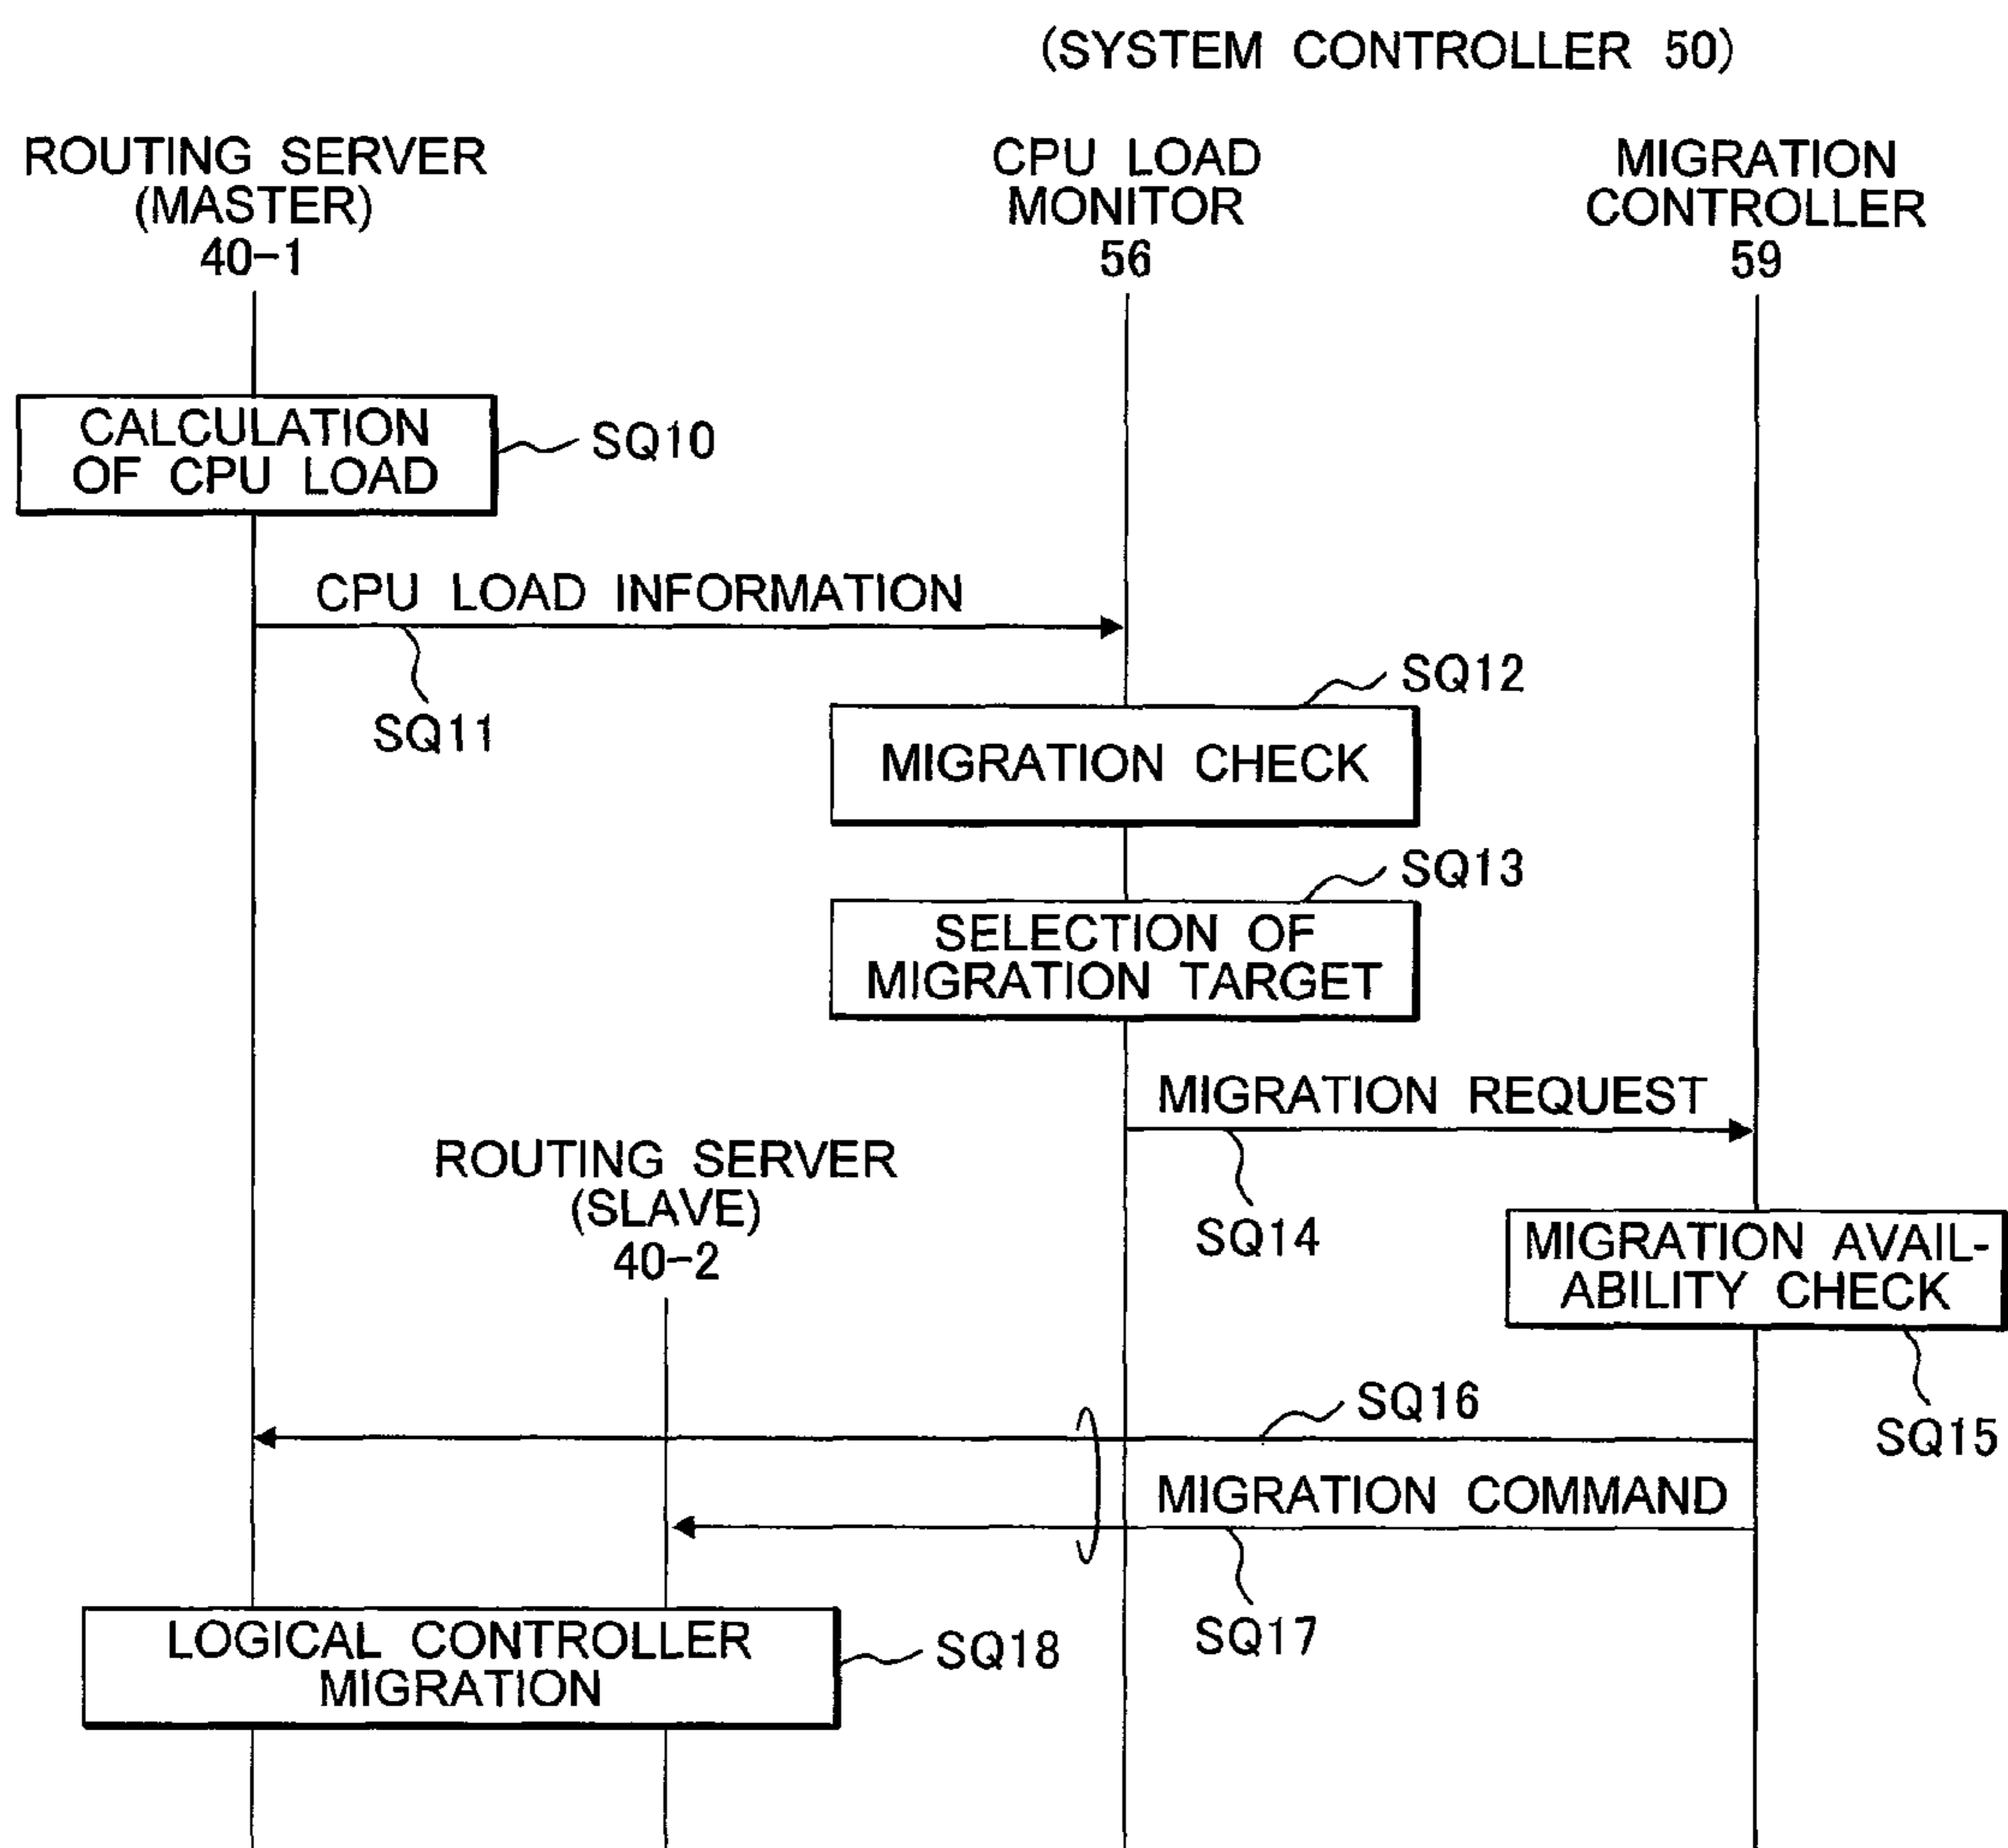 (SYSTEM CONTROLLER 50)
ROUTING SERVER
(MASTER)
40-1
CPU LOAD
MONITOR
56
MIGRATION
CONTROLLER
59
CALCULATION
OF CPU LOAD
SQ10
CPU LOAD INFORMATION
SQ11
SQ12
MIGRATION CHECK
SQ13
SELECTION OF
MIGRATION TARGET
MIGRATION REQUEST
SQ14
ROUTING SERVER
(SLAVE)
40-2
MIGRATION AVAIL-
ABILITY CHECK
SQ15
SQ16
MIGRATION COMMAND
SQ17
LOGICAL CONTROLLER
MIGRATION
SQ18